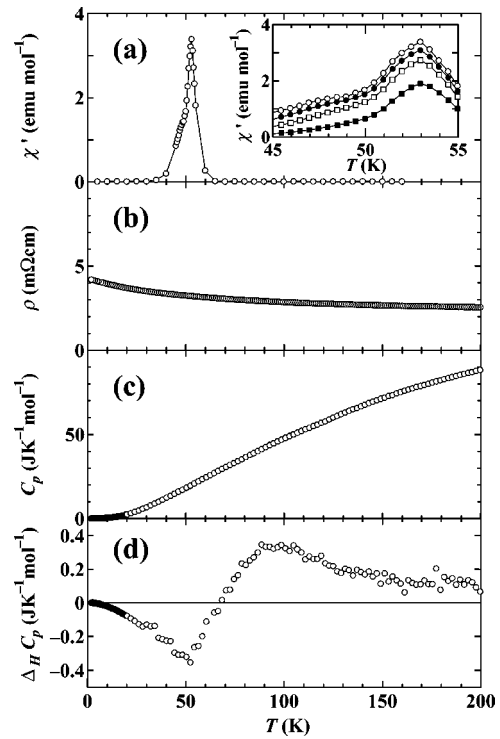 (a)
χ ' (emu mol⁻¹)
4
2
0
χ ' (emu mol⁻¹)
4
2
0
45
50
55
T (K)
(b)
ρ (mΩcm)
5
0
(c)
Cₚ (JK⁻¹mol⁻¹)
50
0
(d)
Δ_H Cₚ (JK⁻¹mol⁻¹)
0.4
0.2
0
−0.2
−0.4
0
50
100
150
200
T (K)